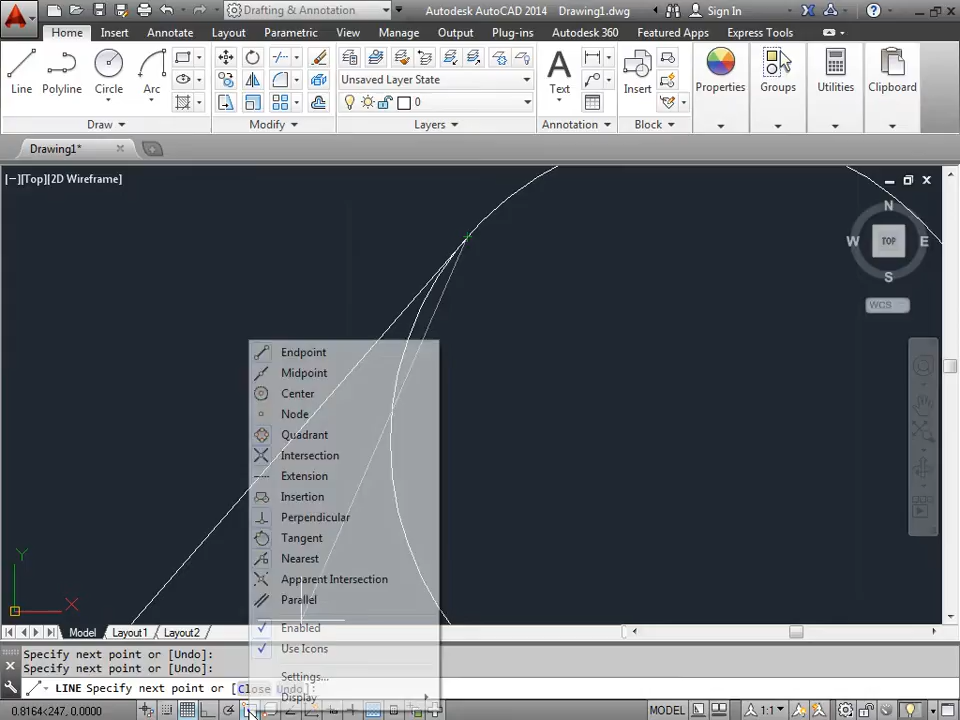 Drafting & Annotation
Autodesk AutoCAD 2014 Drawing1.dwg
Sign In
Home Insert Annotate Layout Parametric View Manage Output Plug-ins Autodesk 360 Featured Apps Express Tools
Line Polyline Circle Arc
Unsaved Layer State
0
Text
Insert
Properties
Groups
Utilities
Clipboard
Draw
Modify
Layers
Annotation
Block
Drawing1*
[−][Top][2D Wireframe]
N
W TOP E
S
WCS
Endpoint
Midpoint
Center
Node
Quadrant
Intersection
Extension
Insertion
Perpendicular
Tangent
Nearest
Apparent Intersection
Parallel
Enabled
Use Icons
Settings...
Display
Y
X
Model Layout1 Layout2
Specify next point or [Undo]:
Specify next point or [Undo]:
LINE Specify next point or [Close Undo]:
0.8164<247, 0.0000
MODEL
1:1